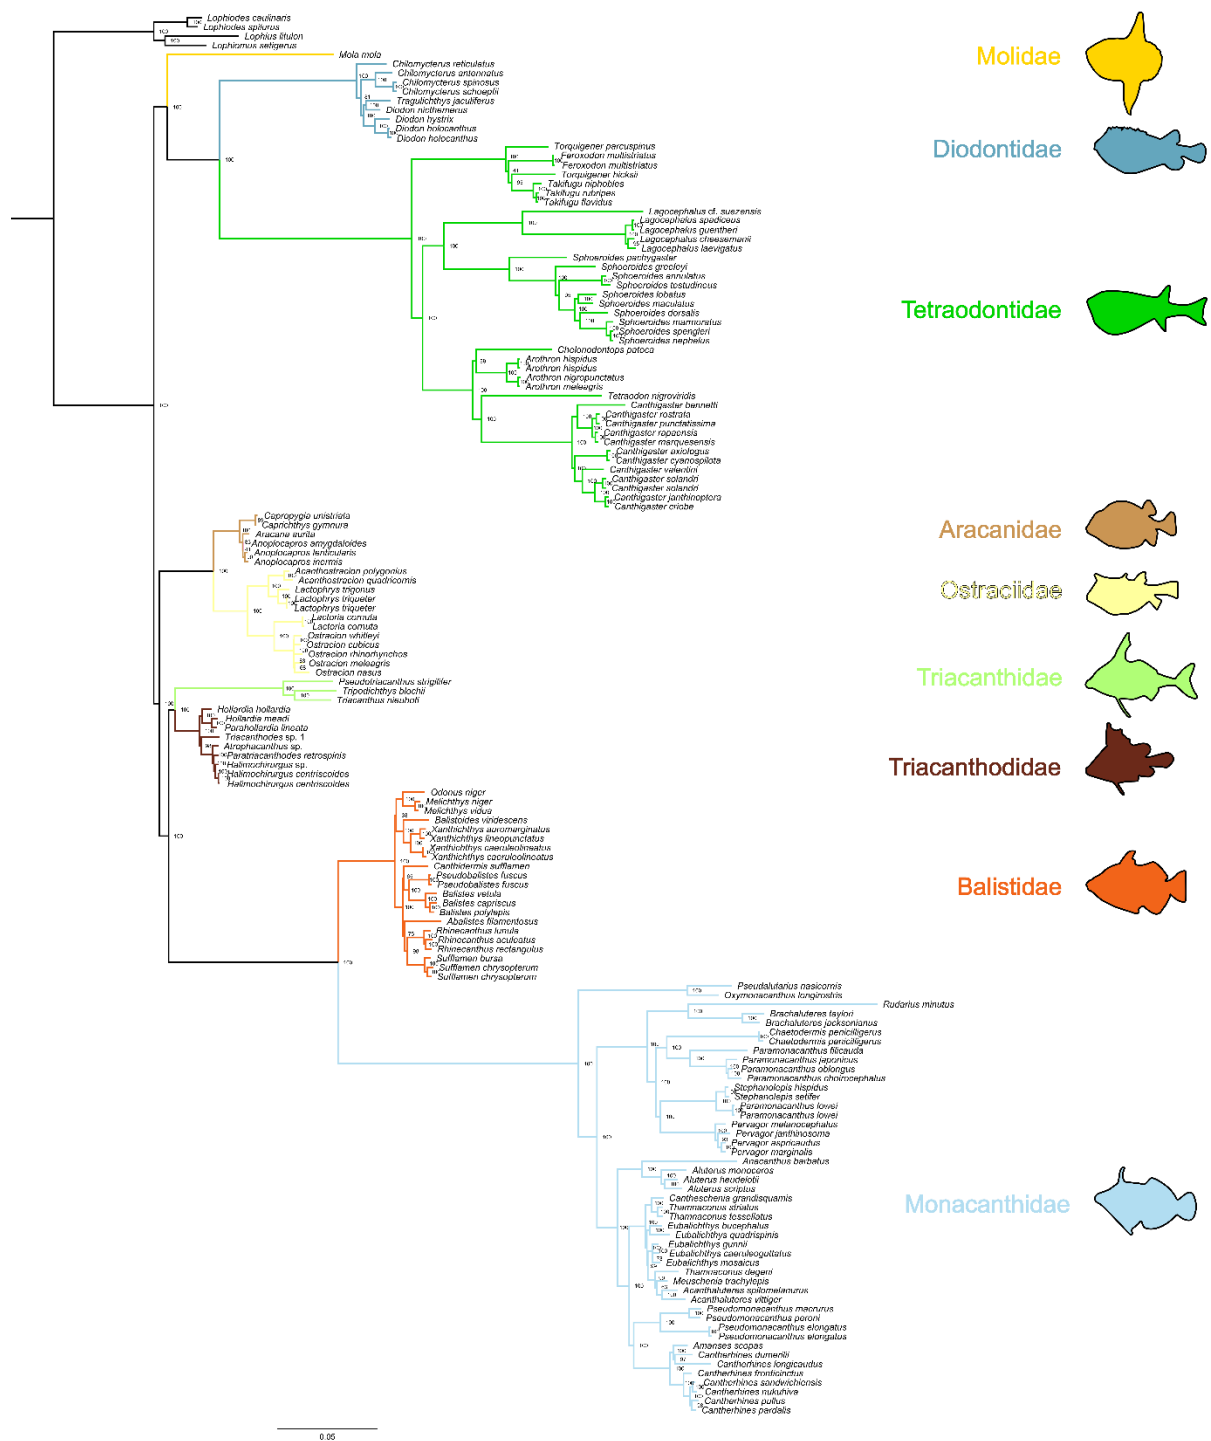 Lophiodes caulinaris
Lophiodes spilurus
Lophius litulon
Lophiomus setigerus
Mola mola
Molidae
Chilomycterus reticulatus
Chilomycterus antennatus
Chilomycterus spinosus
Chilomycterus schoepfii
Tragulichthys jaculiferus
Diodon nicthemerus
Diodon hystrix
Diodon holocanthus
Diodon holocanthus
Diodontidae
Torquigener parcuspinus
Feroxodon multistriatus
Feroxodon multistriatus
Torquigener hicksii
Takifugu niphobles
Takifugu rubripes
Takifugu flavidus
Lagocephalus cf. suezensis
Lagocephalus spadiceus
Lagocephalus guentheri
Lagocephalus cheesemanii
Lagocephalus laevigatus
Sphoeroides pachygaster
Sphoeroides greeleyi
Sphoeroides annulatus
Sphoeroides testudineus
Sphoeroides lobatus
Sphoeroides maculatus
Sphoeroides dorsalis
Sphoeroides marmoratus
Sphoeroides spengleri
Sphoeroides nephelus
Tetraodontidae
Chelonodontops patoca
Arothron hispidus
Arothron hispidus
Arothron nigropunctatus
Arothron meleagris
Tetraodon nigroviridis
Canthigaster bennetti
Canthigaster rostrata
Canthigaster punctatissima
Canthigaster rapaensis
Canthigaster marquesensis
Canthigaster axiologus
Canthigaster cyanospilota
Canthigaster valentini
Canthigaster solandri
Canthigaster solandri
Canthigaster janthinoptera
Canthigaster criobe
Capropygia unistriata
Caprichthys gymnura
Aracana aurita
Anoplocapros amygdaloides
Anoplocapros lenticularis
Anoplocapros inermis
Aracanidae
Acanthostracion polygonius
Acanthostracion quadricornis
Lactophrys trigonus
Lactophrys triqueter
Lactophrys triqueter
Lactoria cornuta
Lactoria cornuta
Ostracion whitleyi
Ostracion cubicus
Ostracion rhinorhynchos
Ostracion meleagris
Ostracion nasus
Ostraciidae
Pseudotriacanthus strigilifer
Tripodichthys blochii
Triacanthus nieuhofi
Triacanthidae
Hollardia hollardia
Hollardia meadi
Parahollardia lineata
Triacanthodes sp. 1
Atrophacanthus sp.
Paratriacanthodes retrospinis
Halimochirurgus sp.
Halimochirurgus centriscoides
Halimochirurgus centriscoides
Triacanthodidae
Odonus niger
Melichthys niger
Melichthys vidua
Balistoides viridescens
Xanthichthys auromarginatus
Xanthichthys lineopunctatus
Xanthichthys caeruleolineatus
Xanthichthys caeruleolineatus
Canthidermis sufflamen
Pseudobalistes fuscus
Pseudobalistes fuscus
Balistes vetula
Balistes capriscus
Balistes polylepis
Abalistes filamentosus
Rhinecanthus lunula
Rhinecanthus aculeatus
Rhinecanthus rectangulus
Sufflamen bursa
Sufflamen chrysopterum
Sufflamen chrysopterum
Balistidae
Pseudalutarius nasicornis
Oxymonacanthus longirostris
Rudarius minutus
Brachaluteres taylori
Brachaluteres jacksonianus
Chaetodermis penicilligerus
Chaetodermis penicilligerus
Paramonacanthus filicauda
Paramonacanthus japonicus
Paramonacanthus oblongus
Paramonacanthus choirocephalus
Stephanolepis hispidus
Stephanolepis setifer
Paramonacanthus lowei
Paramonacanthus lowei
Pervagor melanocephalus
Pervagor janthinosoma
Pervagor aspricaudus
Pervagor marginalis
Anacanthus barbatus
Aluterus monoceros
Aluterus heudelotii
Aluterus scriptus
Cantheschenia grandisquamis
Thamnaconus striatus
Thamnaconus tessellatus
Eubalichthys bucephalus
Eubalichthys quadrispinis
Eubalichthys gunnii
Eubalichthys caeruleoguttatus
Eubalichthys mosaicus
Thamnaconus degeni
Meuschenia trachylepis
Acanthaluteres spilomelanurus
Acanthaluteres vittiger
Monacanthidae
Pseudomonacanthus macrurus
Pseudomonacanthus peroni
Pseudomonacanthus elongatus
Pseudomonacanthus elongatus
Amanses scopas
Cantherhines dumerilii
Cantherhines longicaudus
Cantherhines fronticinctus
Cantherhines sandwichiensis
Cantherhines nukuhiva
Cantherhines pullus
Cantherhines pardalis
0.05